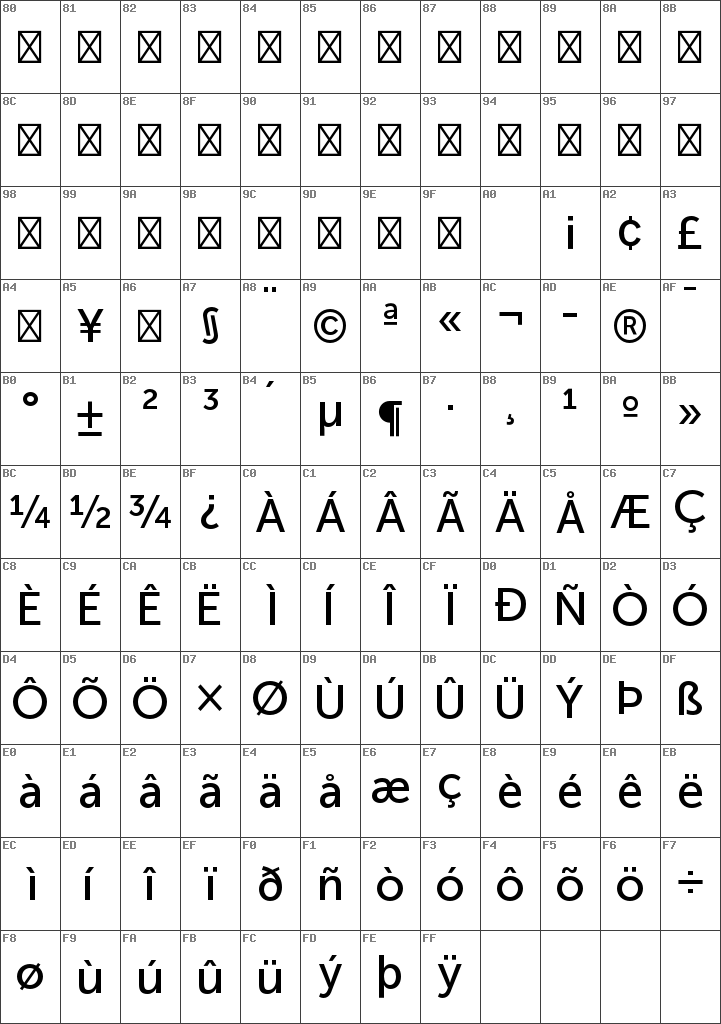 80 81 82 83 84 85 86 87 88 89 8A 8B
8C 8D 8E 8F 90 91 92 93 94 95 96 97
98 99 9A 9B 9C 9D 9E 9F A0 A1 A2 A3
¡ ¢ £
A4 A5 A6 A7 A8 A9 AA AB AC AD AE AF
¥ § ¨ © ª « ¬ - ® ¯
B0 B1 B2 B3 B4 B5 B6 B7 B8 B9 BA BB
° ± ² ³ ´ µ ¶ · ¸ ¹ º »
BC BD BE BF C0 C1 C2 C3 C4 C5 C6 C7
¼ ½ ¾ ¿ À Á Â Ã Ä Å Æ Ç
C8 C9 CA CB CC CD CE CF D0 D1 D2 D3
È É Ê Ë Ì Í Î Ï Ð Ñ Ò Ó
D4 D5 D6 D7 D8 D9 DA DB DC DD DE DF
Ô Õ Ö × Ø Ù Ú Û Ü Ý Þ ß
E0 E1 E2 E3 E4 E5 E6 E7 E8 E9 EA EB
à á â ã ä å æ ç è é ê ë
EC ED EE EF F0 F1 F2 F3 F4 F5 F6 F7
ì í î ï ð ñ ò ó ô õ ö ÷
F8 F9 FA FB FC FD FE FF
ø ù ú û ü ý þ ÿ